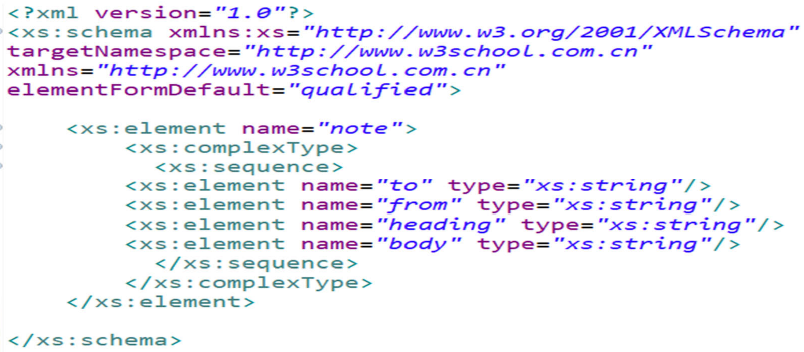 <?xml version="1.0"?>
<xs:schema xmlns:xs="http://www.w3.org/2001/XMLSchema"
targetNamespace="http://www.w3school.com.cn"
xmlns="http://www.w3school.com.cn"
elementFormDefault="qualified">
<xs:element name="note">
<xs:complexType>
<xs:sequence>
<xs:element name="to" type="xs:string"/>
<xs:element name="from" type="xs:string"/>
<xs:element name="heading" type="xs:string"/>
<xs:element name="body" type="xs:string"/>
</xs:sequence>
</xs:complexType>
</xs:element>
</xs:schema>